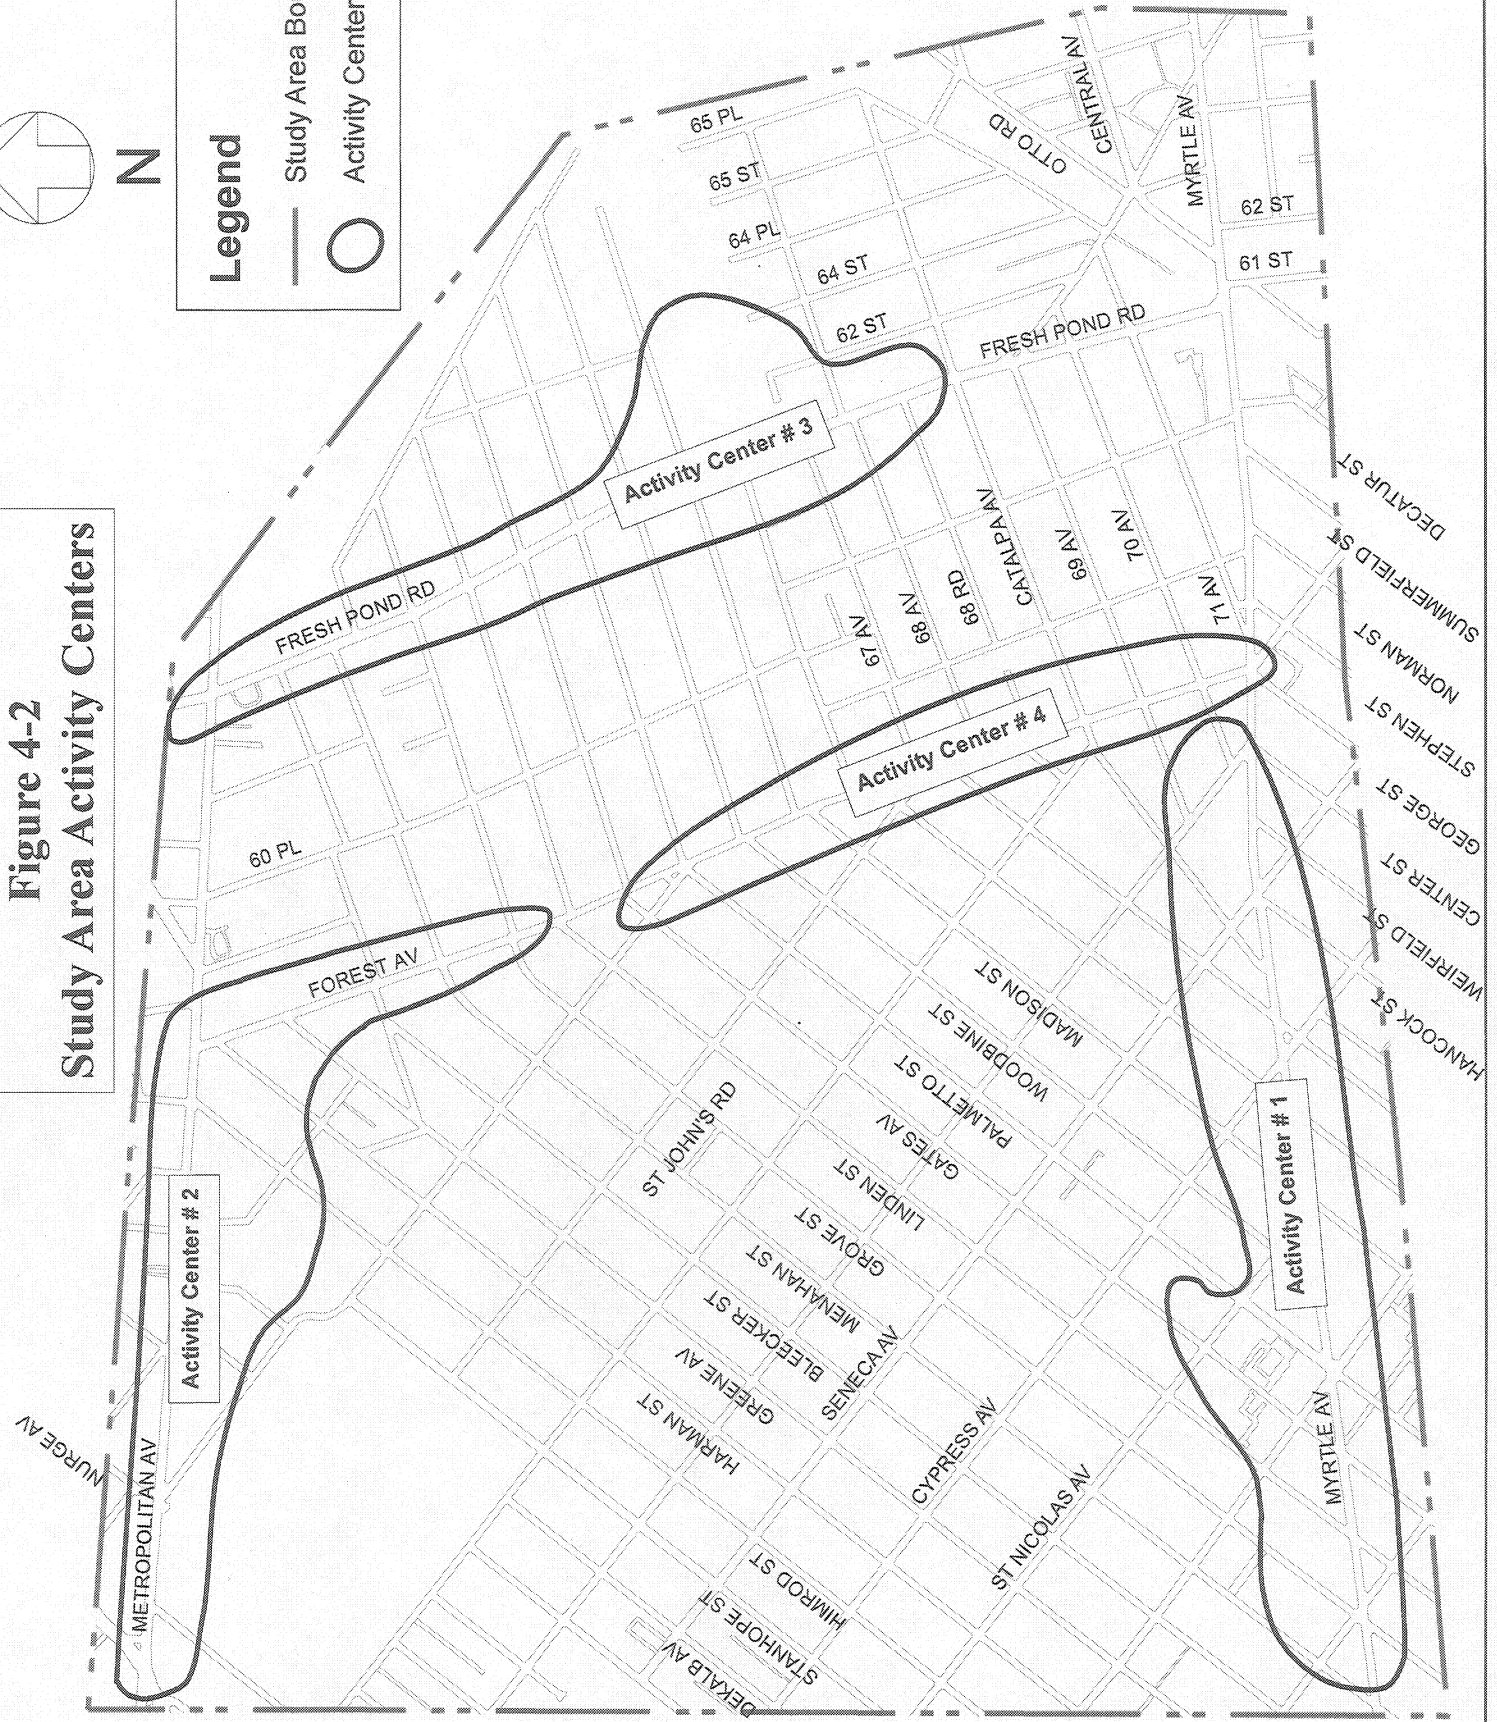 Figure 4-2
Study Area Activity Centers
N
Legend
Study Area Bo
Activity Center
NURGE AV
METROPOLITAN AV
Activity Center # 2
FOREST AV
60 PL
FRESH POND RD
Activity Center # 3
65 PL
65 ST
64 PL
64 ST
62 ST
FRESH POND RD
OTTO RD
CENTRAL AV
MYRTLE AV
62 ST
61 ST
67 AV
68 AV
68 RD
CATALPA AV
69 AV
70 AV
71 AV
Activity Center # 4
ST JOHN'S RD
MADISON ST
WOODBINE ST
PALMETTO ST
GATES AV
LINDEN ST
GROVE ST
MENAHAN ST
BLEECKER ST
GREENE AV
HARMAN ST
SENECA AV
CYPRESS AV
ST NICOLAS AV
HIMROD ST
STANHOPE ST
DEKALB AV
Activity Center # 1
MYRTLE AV
DECATUR ST
SUMMERFIELD ST
NORMAN ST
STEPHEN ST
GEORGE ST
CENTER ST
WEIRFIELD ST
HANCOCK ST